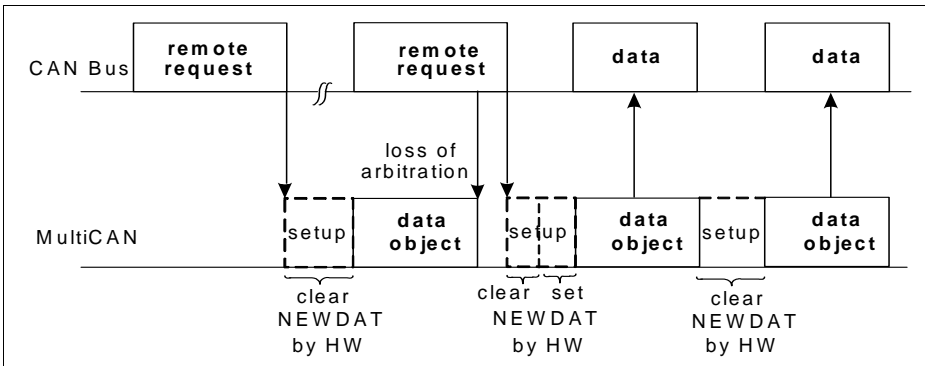 remote request
remote request
data
data
CAN Bus
loss of arbitration
MultiCAN
setup
data object
setup
data object
setup
data object
clear NEWDAT by HW
clear set NEWDAT by HW
clear NEWDAT by HW